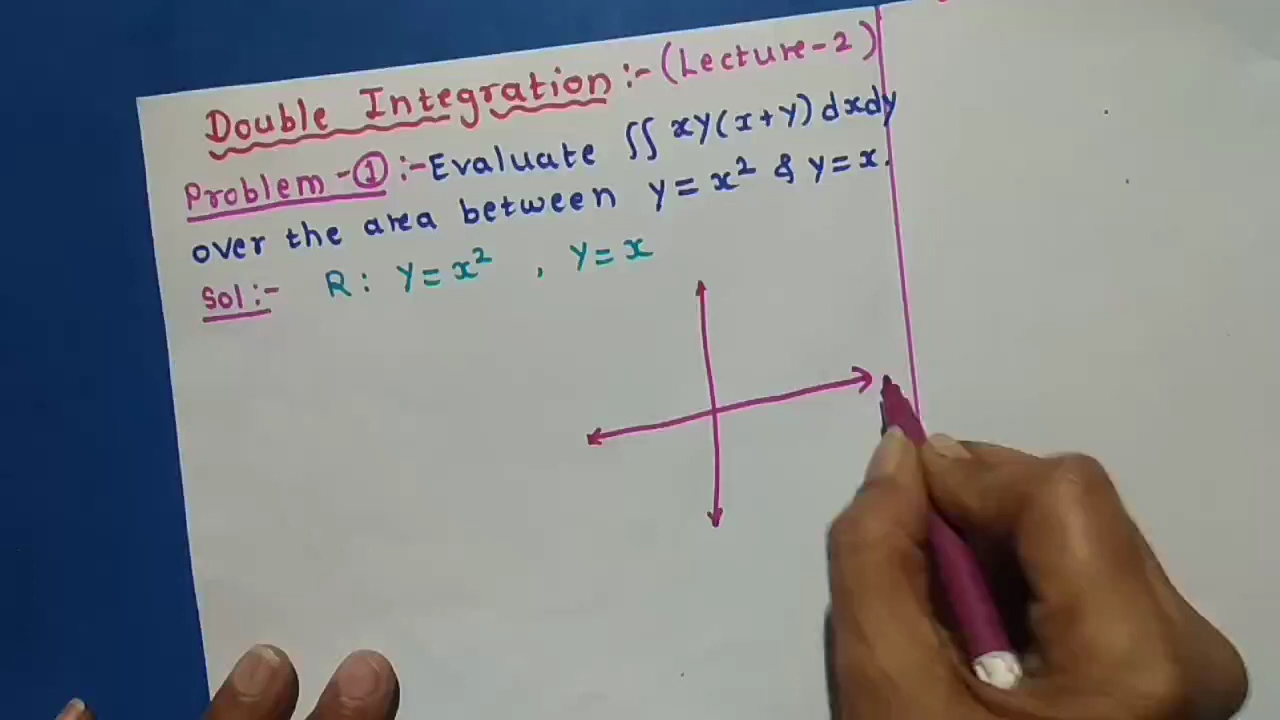 Double Integration :- (Lecture-2)
Problem-① :- Evaluate ∬ xy(x+y) dxdy
over the area between y = x² & y = x.
Sol:- R : y = x² , y = x